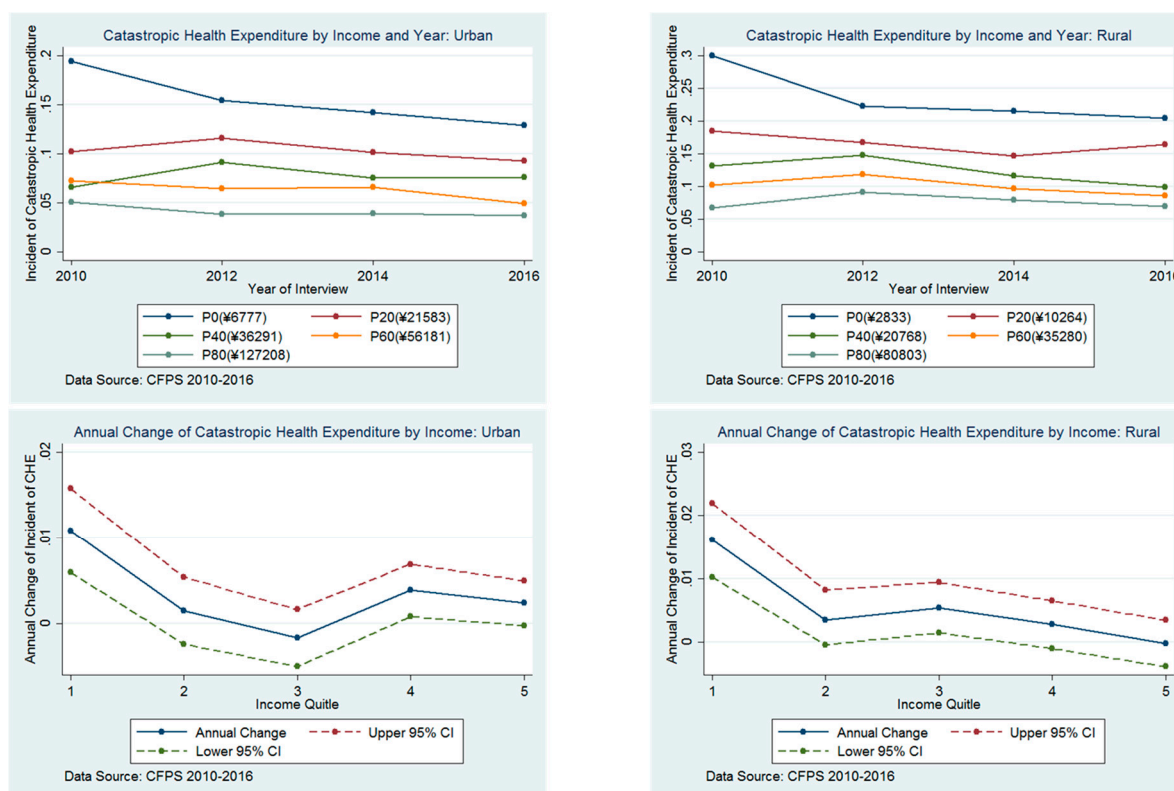 Catastropic Health Expenditure by Income and Year: Urban
Incident of Catastrophic Health Expenditure
.2
.15
.1
.05
0
2010 2012 2014 2016
Year of Interview
P0(¥6777) P20(¥21583)
P40(¥36291) P60(¥56181)
P80(¥127208)
Data Source: CFPS 2010-2016
Catastropic Health Expenditure by Income and Year: Rural
Incident of Catastrophic Health Expenditure
.3
.25
.2
.15
.1
.05
0
2010 2012 2014 2016
Year of Interview
P0(¥2833) P20(¥10264)
P40(¥20768) P60(¥35280)
P80(¥80803)
Data Source: CFPS 2010-2016
Annual Change of Catastropic Health Expenditure by Income: Urban
Annual Change of Incident of CHE
.02
.01
0
1 2 3 4 5
Income Quitle
Annual Change Upper 95% CI
Lower 95% CI
Data Source: CFPS 2010-2016
Annual Change of Catastropic Health Expenditure by Income: Rural
Annual Change of Incident of CHE
.03
.02
.01
0
1 2 3 4 5
Income Quitle
Annual Change Upper 95% CI
Lower 95% CI
Data Source: CFPS 2010-2016